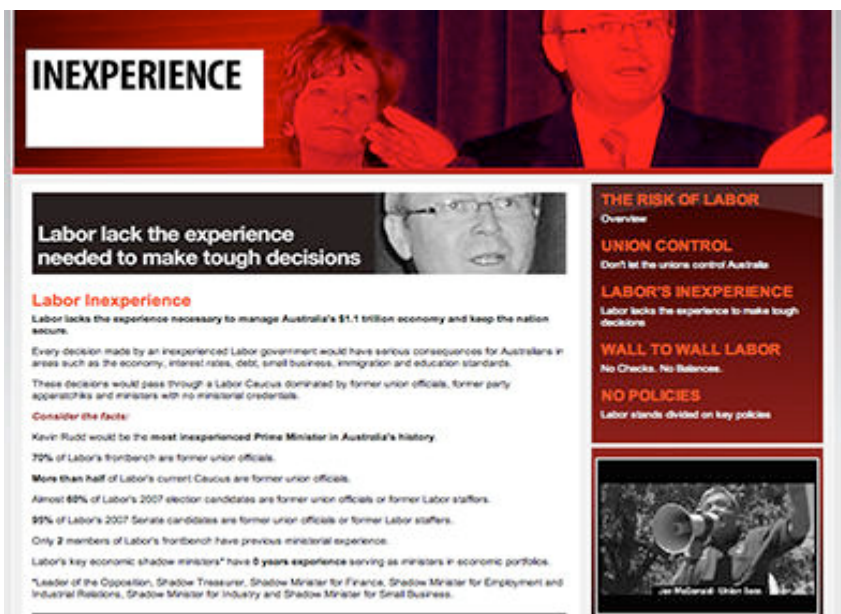 INEXPERIENCE
Labor lack the experience
needed to make tough decisions
Labor Inexperience
Labor lacks the experience necessary to manage Australia's $1.1 trillion economy and keep the nation
secure.
Every decision made by an inexperienced Labor government would have serious consequences for Australians in
areas such as the economy, interest rates, debt, small business, immigration and education standards.
These decisions would pass through a Labor Caucus dominated by former union officials, former party
apparatchiks and ministers with no ministerial credentials.
Consider the facts:
Kevin Rudd would be the most inexperienced Prime Minister in Australia's history.
70% of Labor's frontbench are former union officials.
More than half of Labor's current Caucus are former union officials.
Almost 60% of Labor's 2007 election candidates are former union officials or former Labor staffers.
95% of Labor's 2007 Senate candidates are former union officials or former Labor staffers.
Only 2 members of Labor's frontbench have previous ministerial experience.
Labor's key economic shadow ministers* have 0 years experience serving as ministers in economic portfolios.
*Leader of the Opposition, Shadow Treasurer, Shadow Minister for Finance, Shadow Minister for Employment and
Industrial Relations, Shadow Minister for Industry and Shadow Minister for Small Business.
THE RISK OF LABOR
Overview
UNION CONTROL
Don't let the unions control Australia
LABOR'S INEXPERIENCE
Labor lacks the experience to make tough
decisions
WALL TO WALL LABOR
No Checks. No Balances.
NO POLICIES
Labor stands divided on key policies
Joe McDonald Union Boss